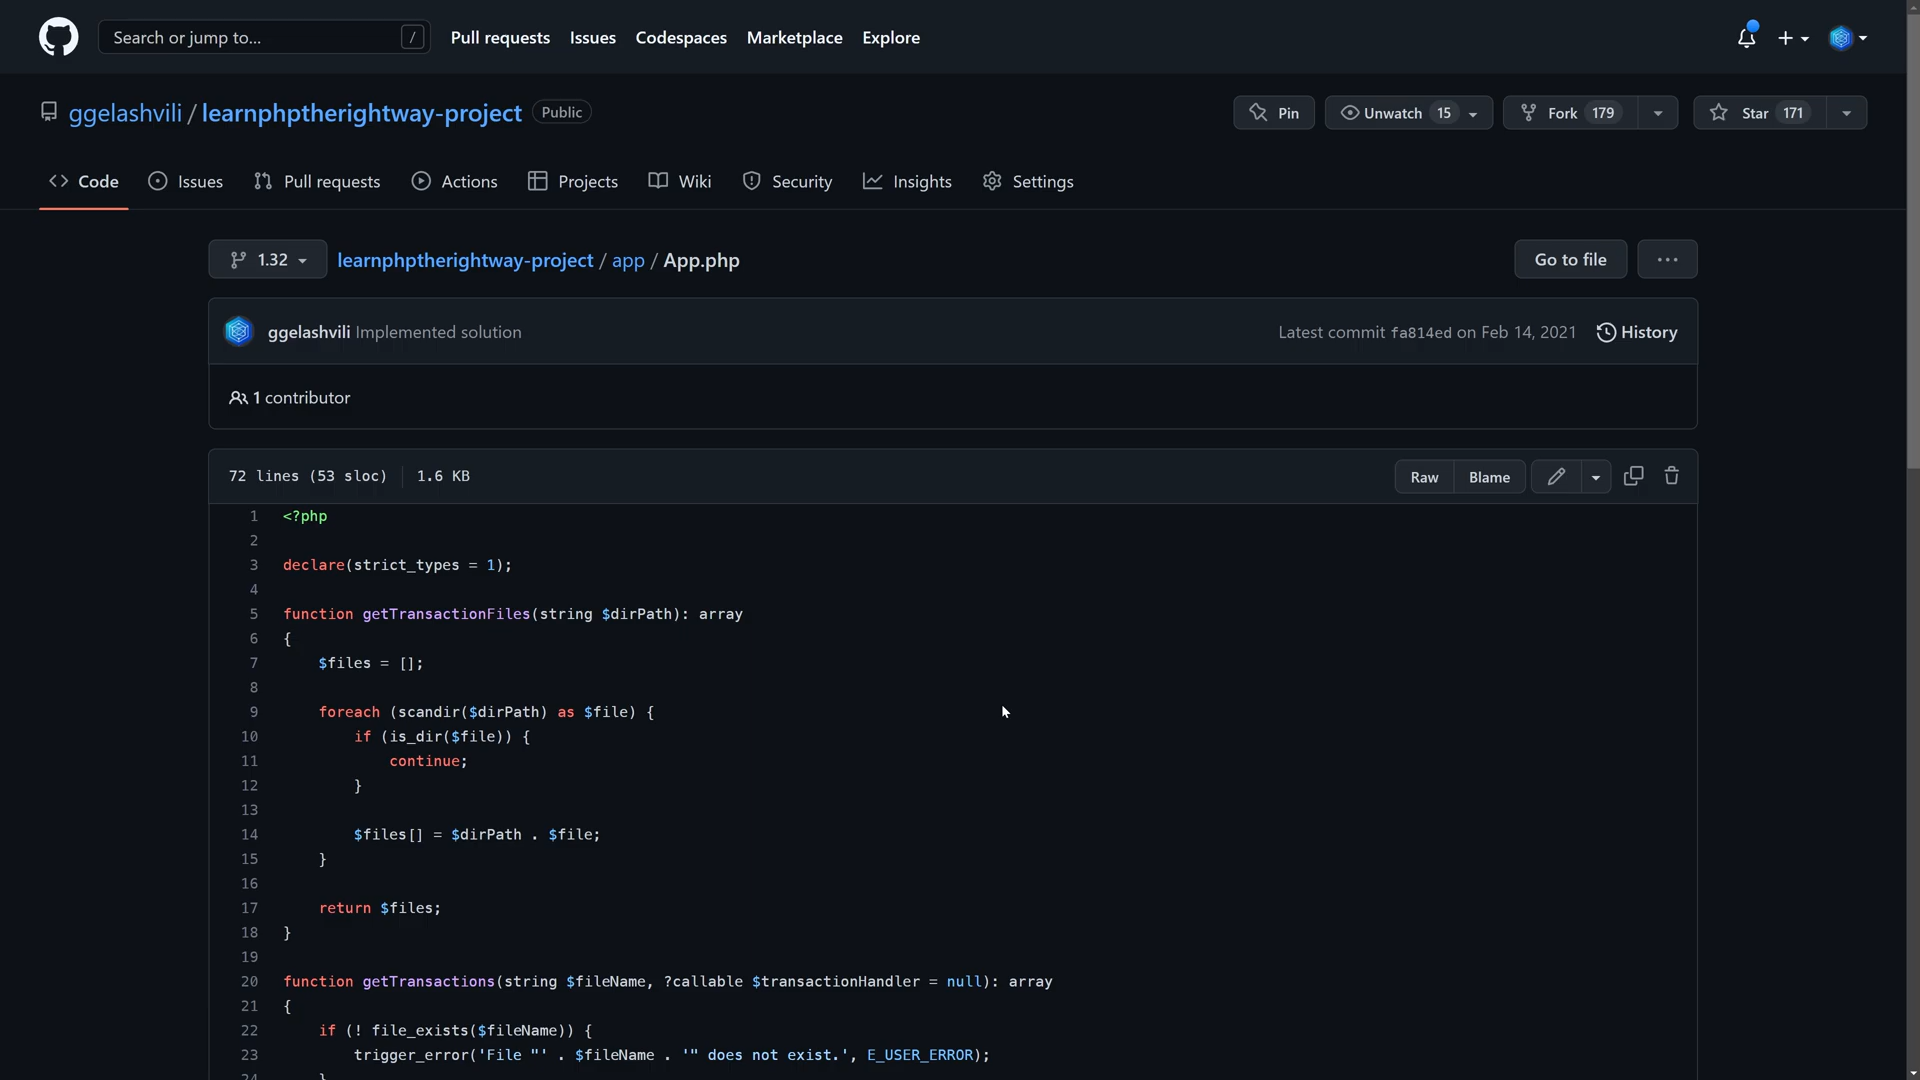 Search or jump to... /
Pull requests Issues Codespaces Marketplace Explore
ggelashvili / learnphptherightway-project Public
Pin Unwatch 15 Fork 179 Star 171
Code Issues Pull requests Actions Projects Wiki Security Insights Settings
1.32 learnphptherightway-project / app / App.php Go to file ...
ggelashvili Implemented solution Latest commit fa814ed on Feb 14, 2021 History
1 contributor
72 lines (53 sloc) 1.6 KB Raw Blame
1 <?php
2
3 declare(strict_types = 1);
4
5 function getTransactionFiles(string $dirPath): array
6 {
7 $files = [];
8
9 foreach (scandir($dirPath) as $file) {
10 if (is_dir($file)) {
11 continue;
12 }
13
14 $files[] = $dirPath . $file;
15 }
16
17 return $files;
18 }
19
20 function getTransactions(string $fileName, ?callable $transactionHandler = null): array
21 {
22 if (! file_exists($fileName)) {
23 trigger_error('File "' . $fileName . '" does not exist.', E_USER_ERROR);
24 }